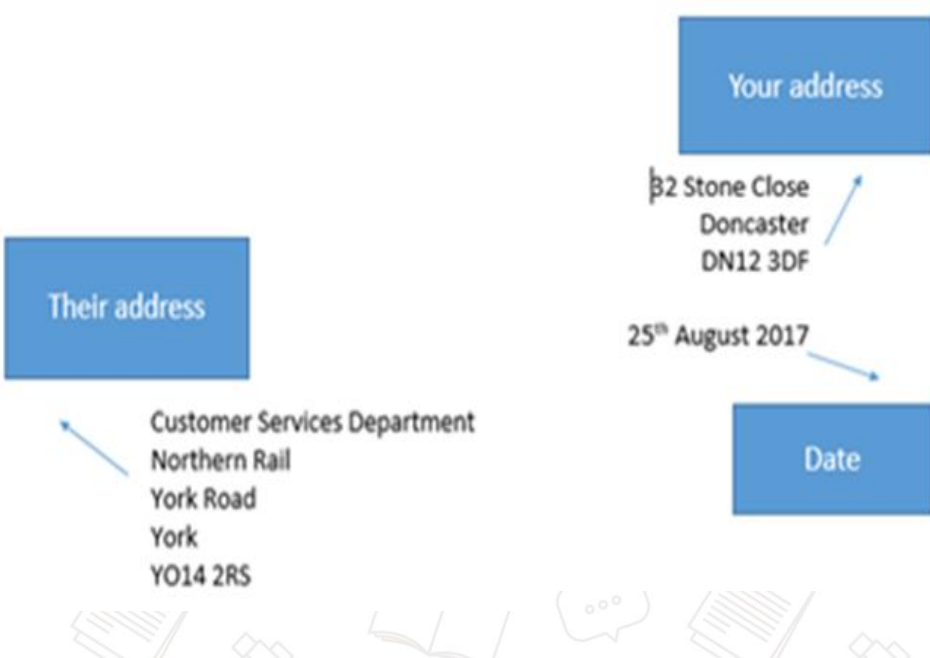 Your address
32 Stone Close
Doncaster
DN12 3DF
25th August 2017
Date
Their address
Customer Services Department
Northern Rail
York Road
York
YO14 2RS